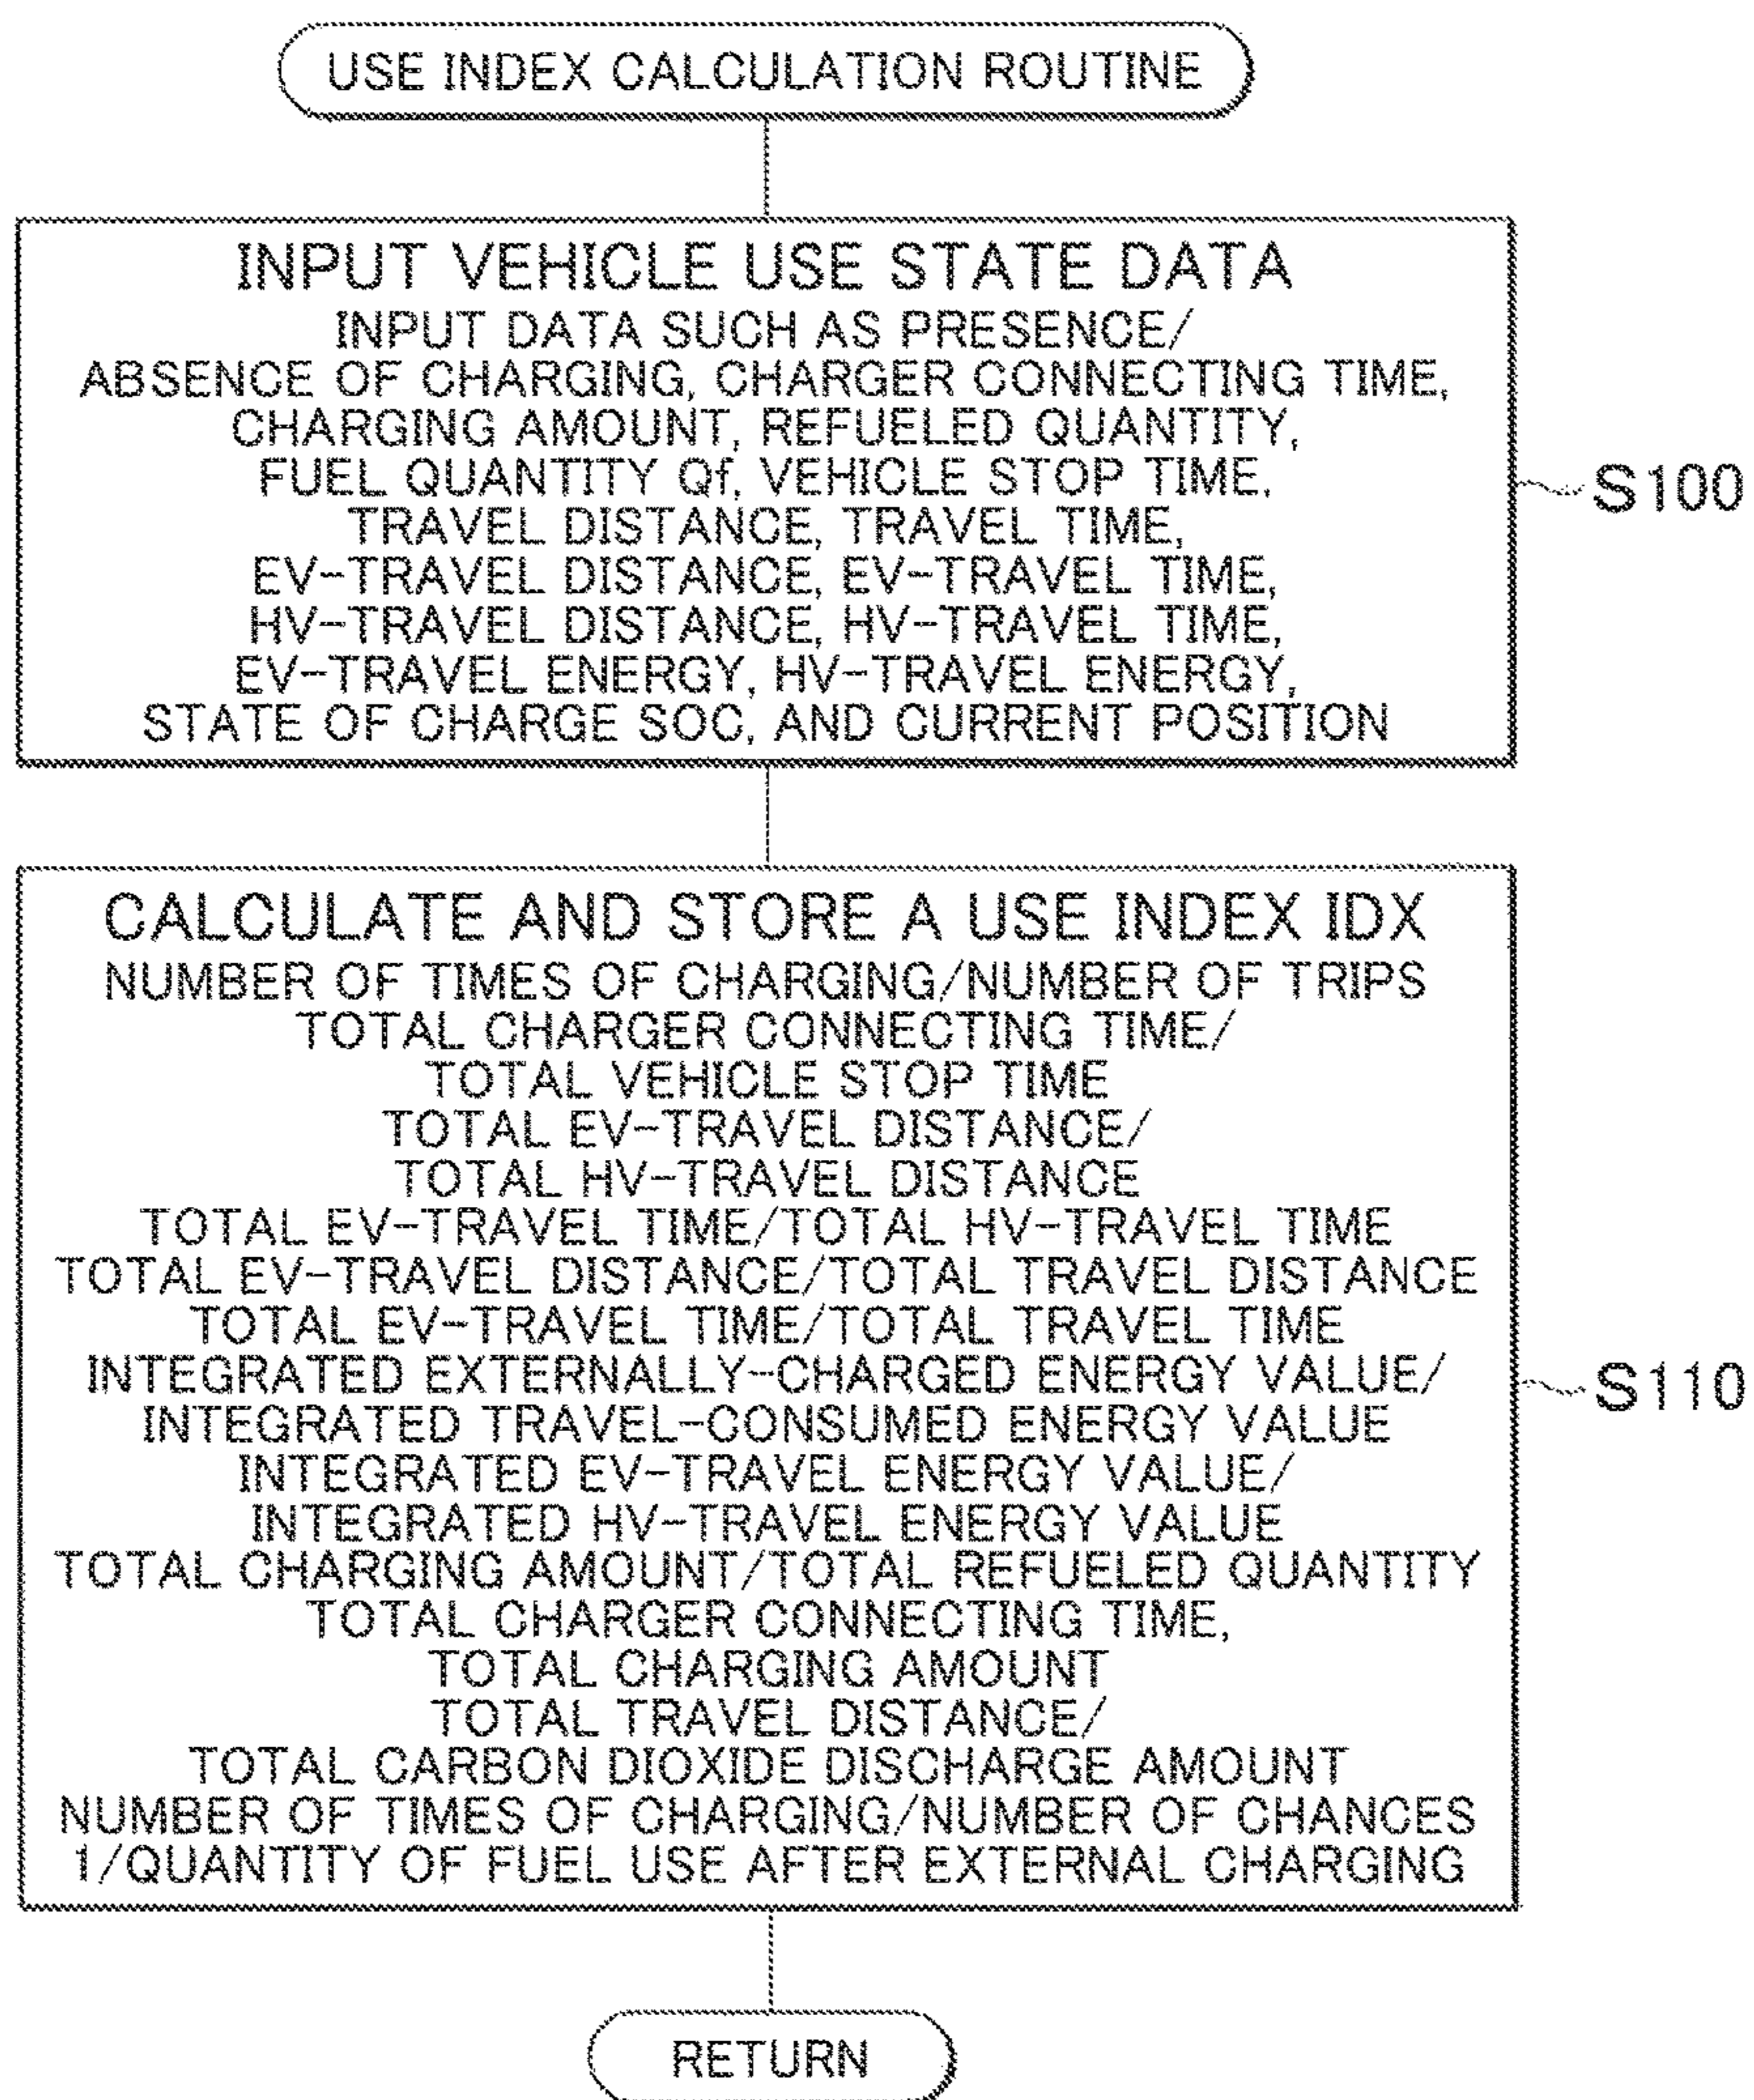 USE INDEX CALCULATION ROUTINE
INPUT VEHICLE USE STATE DATA
INPUT DATA SUCH AS PRESENCE/
ABSENCE OF CHARGING, CHARGER CONNECTING TIME,
CHARGING AMOUNT, REFUELED QUANTITY,
FUEL QUANTITY Qf, VEHICLE STOP TIME,
TRAVEL DISTANCE, TRAVEL TIME,
EV-TRAVEL DISTANCE, EV-TRAVEL TIME,
HV-TRAVEL DISTANCE, HV-TRAVEL TIME,
EV-TRAVEL ENERGY, HV-TRAVEL ENERGY,
STATE OF CHARGE SOC, AND CURRENT POSITION
S100
CALCULATE AND STORE A USE INDEX IDX
NUMBER OF TIMES OF CHARGING/NUMBER OF TRIPS
TOTAL CHARGER CONNECTING TIME/
TOTAL VEHICLE STOP TIME
TOTAL EV-TRAVEL DISTANCE/
TOTAL HV-TRAVEL DISTANCE
TOTAL EV-TRAVEL TIME/TOTAL HV-TRAVEL TIME
TOTAL EV-TRAVEL DISTANCE/TOTAL TRAVEL DISTANCE
TOTAL EV-TRAVEL TIME/TOTAL TRAVEL TIME
INTEGRATED EXTERNALLY-CHARGED ENERGY VALUE/
INTEGRATED TRAVEL-CONSUMED ENERGY VALUE
INTEGRATED EV-TRAVEL ENERGY VALUE/
INTEGRATED HV-TRAVEL ENERGY VALUE
TOTAL CHARGING AMOUNT/TOTAL REFUELED QUANTITY
TOTAL CHARGER CONNECTING TIME,
TOTAL CHARGING AMOUNT
TOTAL TRAVEL DISTANCE/
TOTAL CARBON DIOXIDE DISCHARGE AMOUNT
NUMBER OF TIMES OF CHARGING/NUMBER OF CHANCES
1/QUANTITY OF FUEL USE AFTER EXTERNAL CHARGING
S110
RETURN